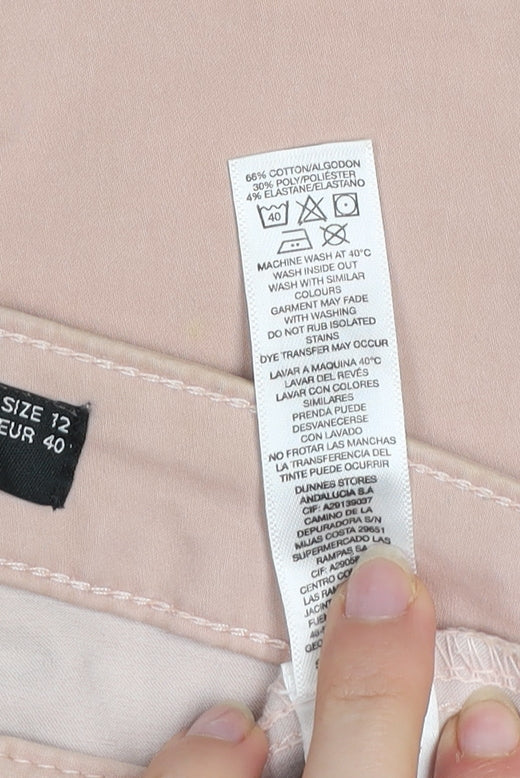 66% COTTON/ALGODON
30% POLY/POLIÉSTER
4% ELASTANE/ELASTANO
40
MACHINE WASH AT 40°C
WASH INSIDE OUT
WASH WITH SIMILAR
COLOURS
GARMENT MAY FADE
WITH WASHING
DO NOT RUB ISOLATED
STAINS
DYE TRANSFER MAY OCCUR
LAVAR A MAQUINA 40°C
LAVAR DEL REVÉS
LAVAR CON COLORES
SIMILARES
PRENDA PUEDE
DESVANECERSE
CON LAVADO
NO FROTAR LAS MANCHAS
LA TRANSFERENCIA DEL
TINTE PUEDE OCURRIR
SIZE 12
EUR 40
DUNNES STORES
ANDALUCIA S.A
CIF: A29139037
CAMINO DE LA
DEPURADORA S/N
MIJAS COSTA 29651
SUPERMERCADO LAS
RAMPAS SA
CIF:
CENTRO
LAS